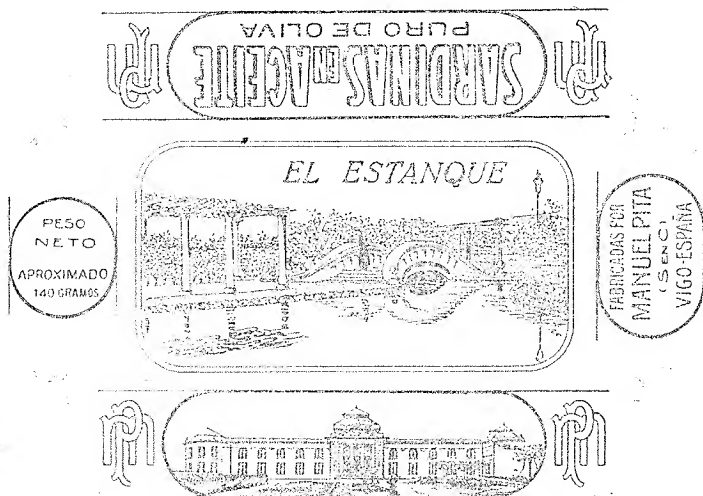 SARDINAS EN ACEITE
PURO DE OLIVA
EL ESTANQUE
PESO
NETO
APROXIMADO
140 GRAMOS
FABRICADAS POR
MANUEL PITA
(S EN C)
VIGO-ESPAÑA